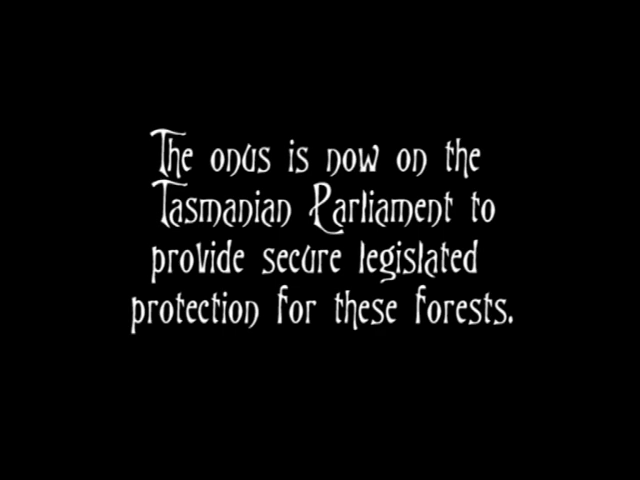 The onus is now on the
Tasmanian Parliament to
provide secure legislated
protection for these forests.